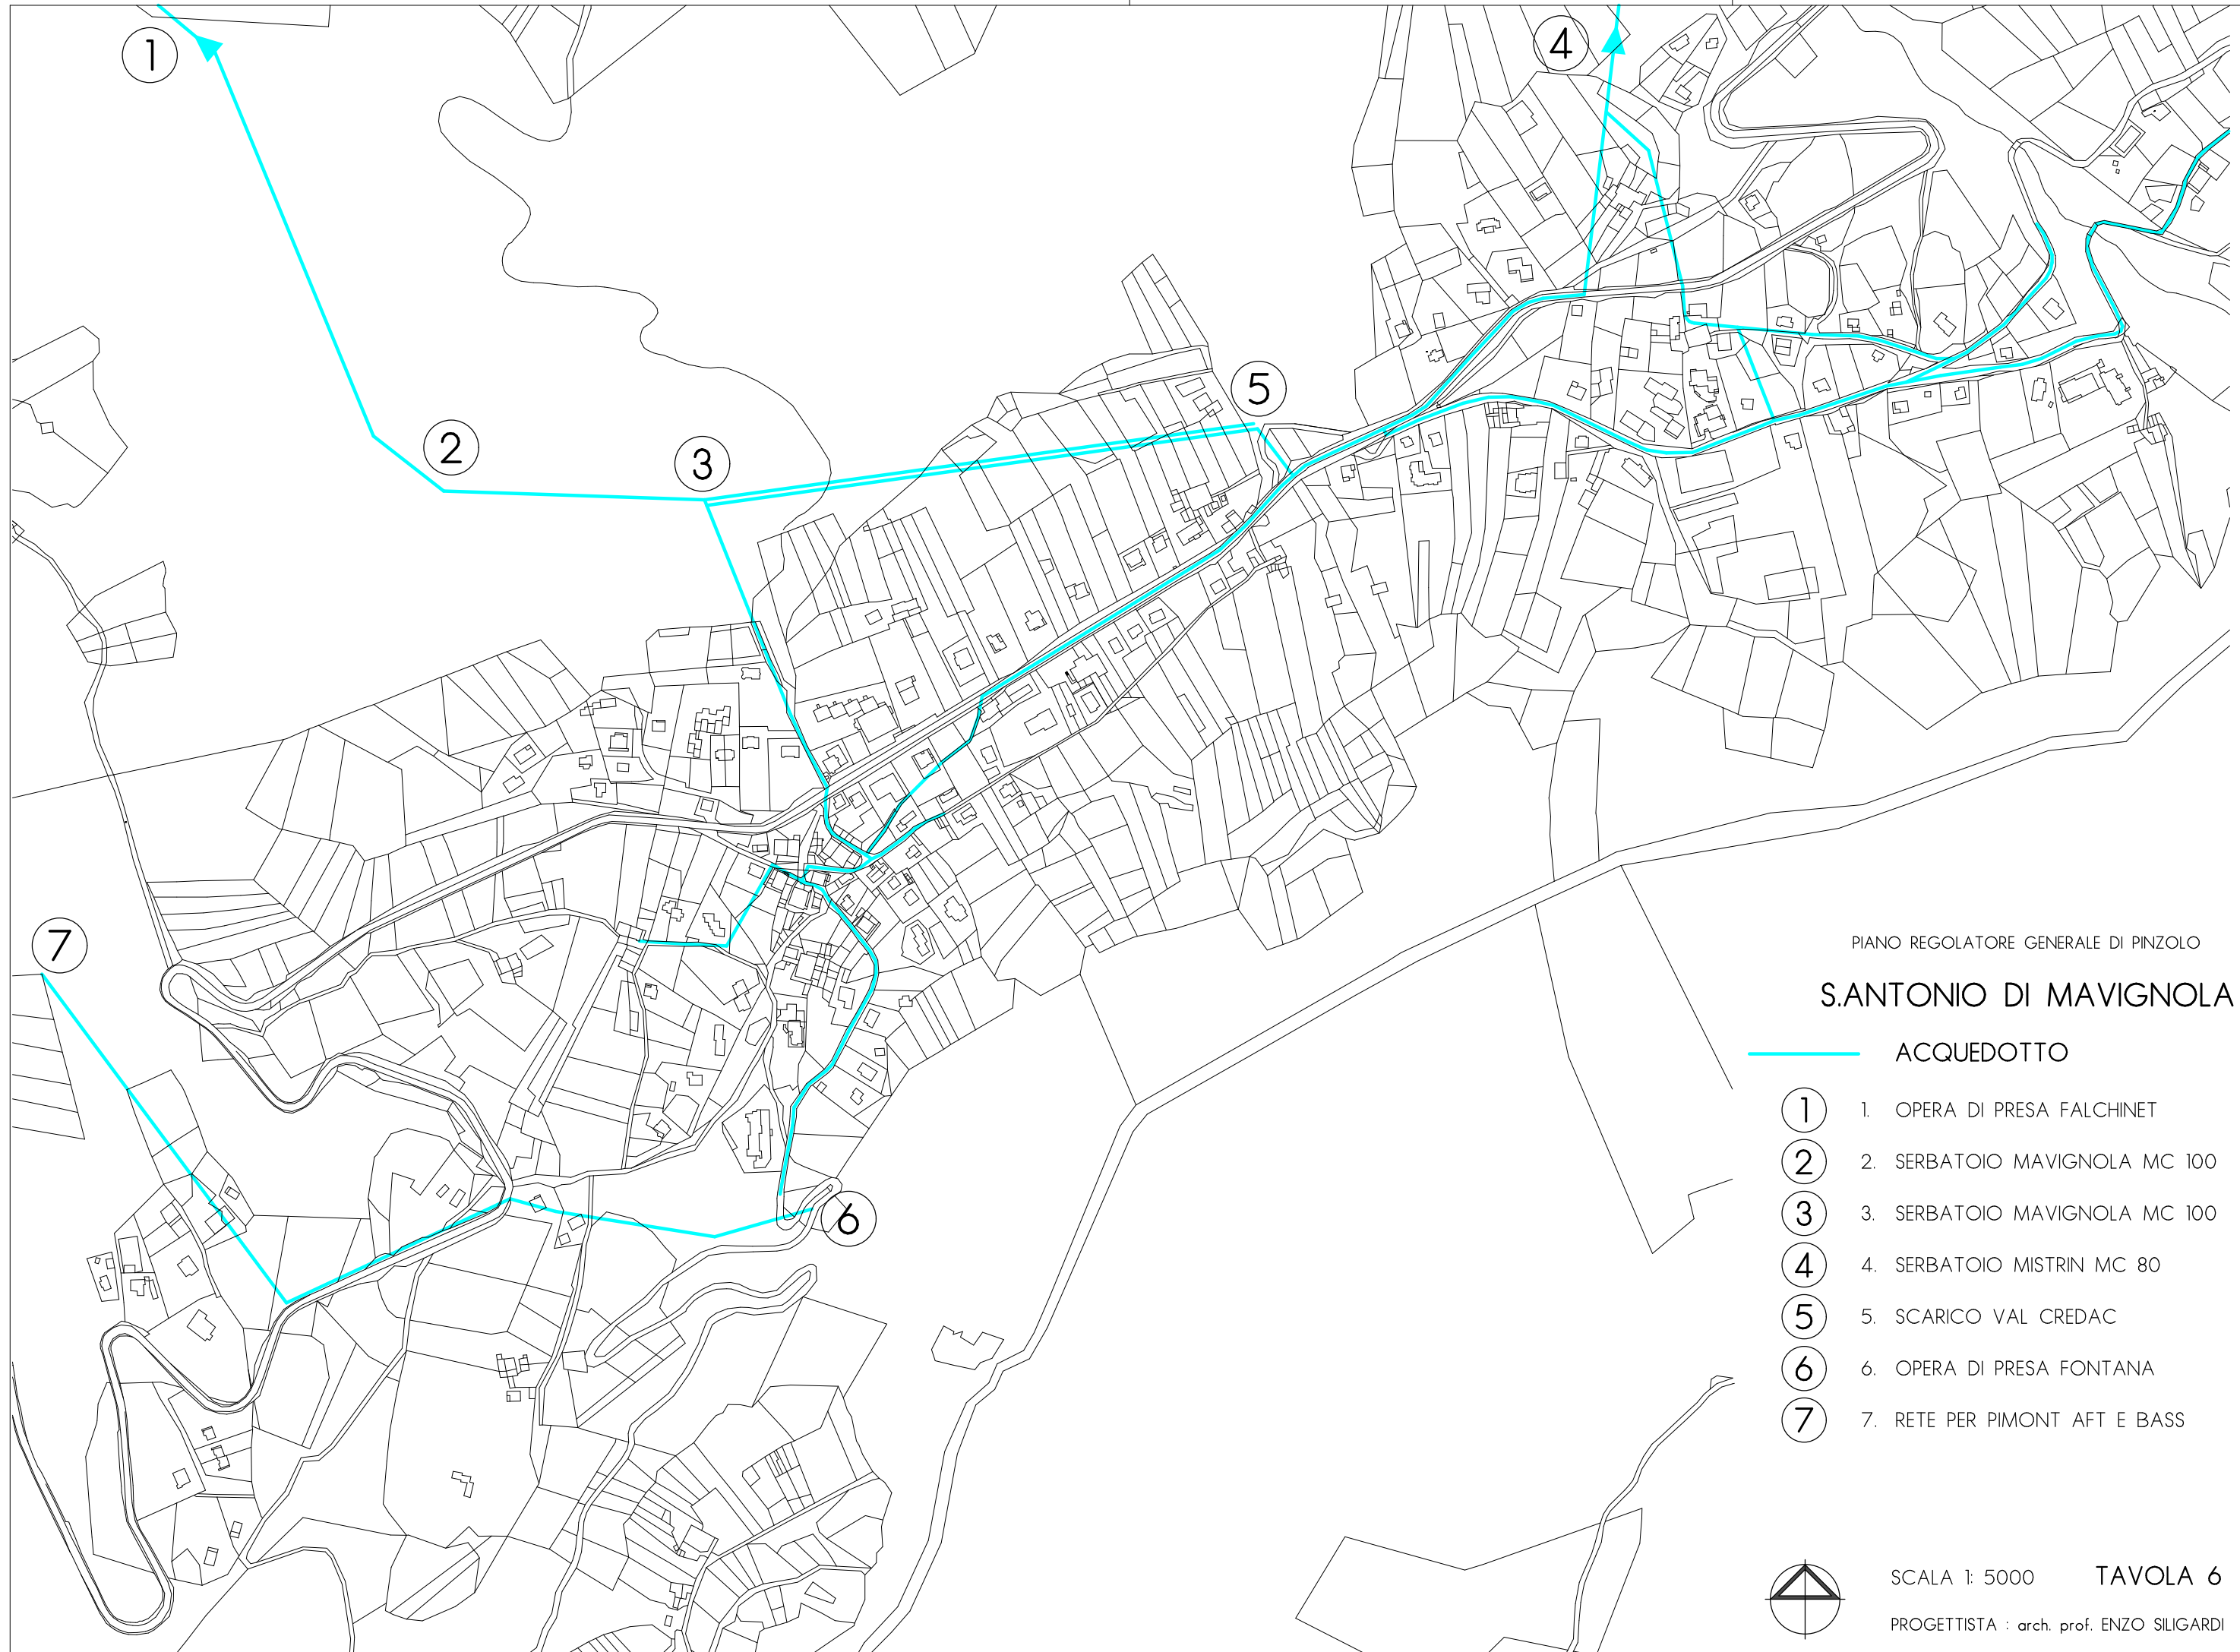 1
4
2
3
5
7
6
PIANO REGOLATORE GENERALE DI PINZOLO
S.ANTONIO DI MAVIGNOLA
ACQUEDOTTO
1 1. OPERA DI PRESA FALCHINET
2 2. SERBATOIO MAVIGNOLA MC 100
3 3. SERBATOIO MAVIGNOLA MC 100
4 4. SERBATOIO MISTRIN MC 80
5 5. SCARICO VAL CREDAC
6 6. OPERA DI PRESA FONTANA
7 7. RETE PER PIMONT AFT E BASS
SCALA 1: 5000 TAVOLA 6
PROGETTISTA : arch. prof. ENZO SILIGARDI